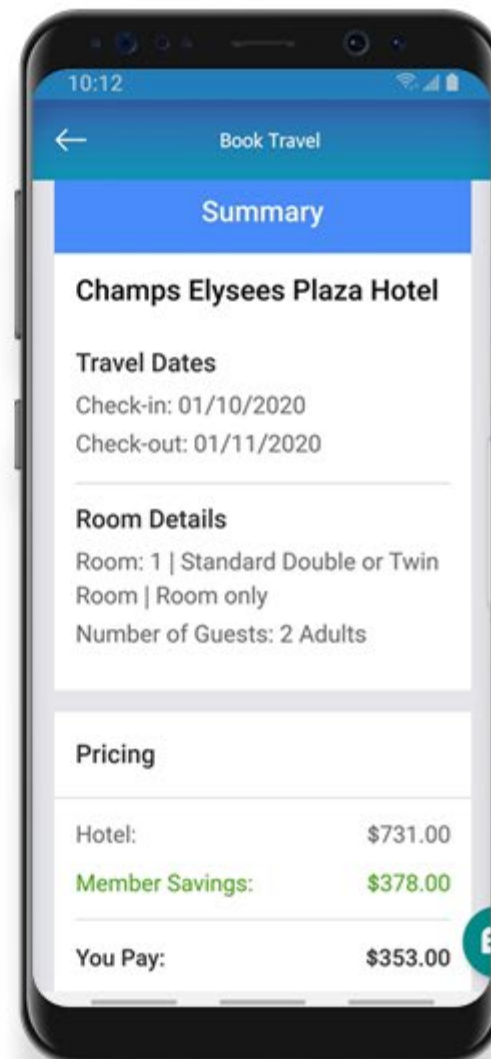 10:12
Book Travel
Summary
Champs Elysees Plaza Hotel
Travel Dates
Check-in: 01/10/2020
Check-out: 01/11/2020
Room Details
Room: 1 | Standard Double or Twin
Room | Room only
Number of Guests: 2 Adults
Pricing
Hotel: $731.00
Member Savings: $378.00
You Pay: $353.00